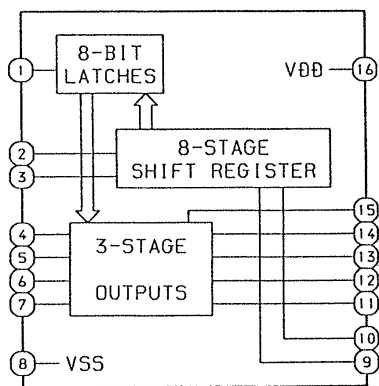 8-BIT
LATCHES
1
VDD
16
2
8-STAGE
3
SHIFT REGISTER
15
4
14
5
3-STAGE
13
6
12
OUTPUTS
7
11
10
8
VSS
9